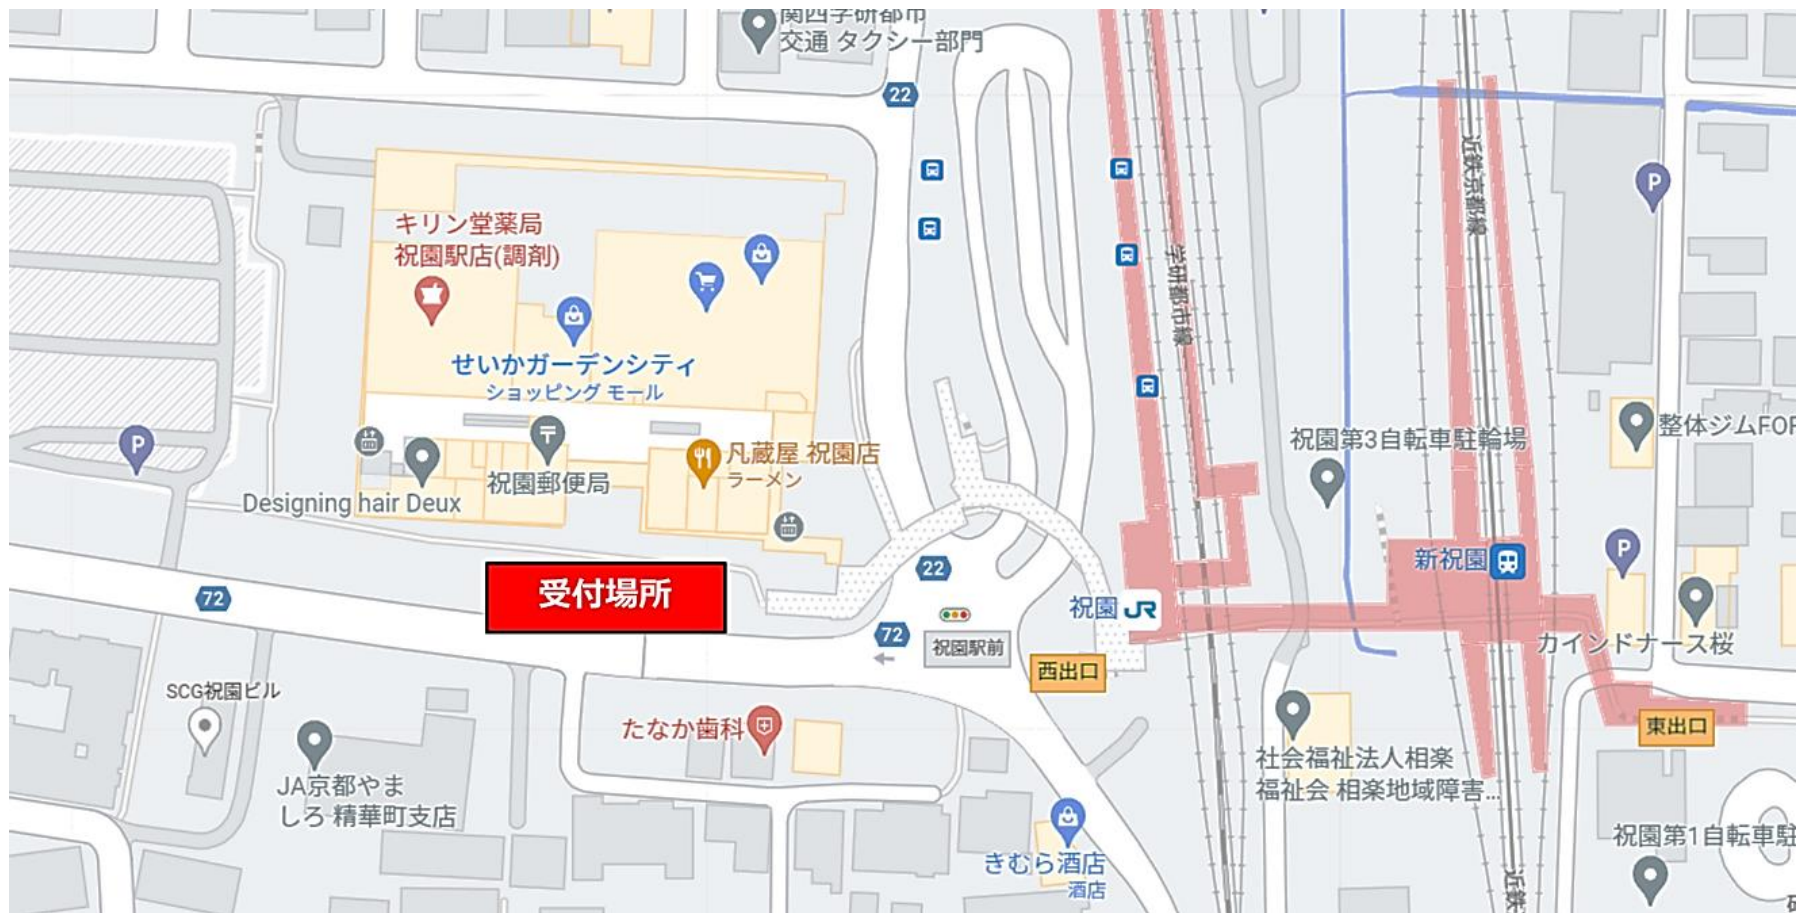 関西学研都市
交通 タクシー部門
22
近鉄京都線
P
キリン堂薬局
祝園駅店(調剤)
学研都市線
せいかガーデンシティ
ショッピング モール
P
凡蔵屋 祝園店
ラーメン
祝園郵便局
Designing hair Deux
祝園第3自転車駐輪場
整体ジムFOR
P
新祝園
22
72
受付場所
祝園 JR
72
祝園駅前
西出口
カインドナース桜
SCG祝園ビル
たなか歯科
東出口
JA京都やま
しろ 精華町支店
社会福祉法人相楽
福祉会 相楽地域障害...
きむら酒店
酒店
祝園第1自転車駐
近鉄